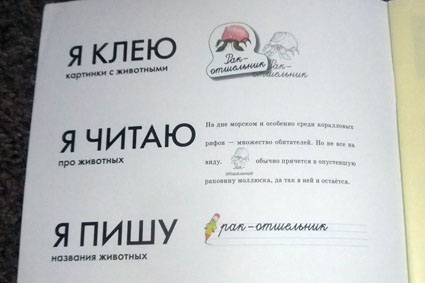 Я КЛЕЮ
картинки с животными
Рак-
отшельник
Рак-
отшельник
Я ЧИТАЮ
про животных
На дне морском и особенно среди коралловых
рифов — множество обитателей. Но не все на
виду. обычно прячется в опустевшую
отшельник
раковину моллюска, да так в ней и остаётся.
Я ПИШУ
названия животных
рак-отшельник